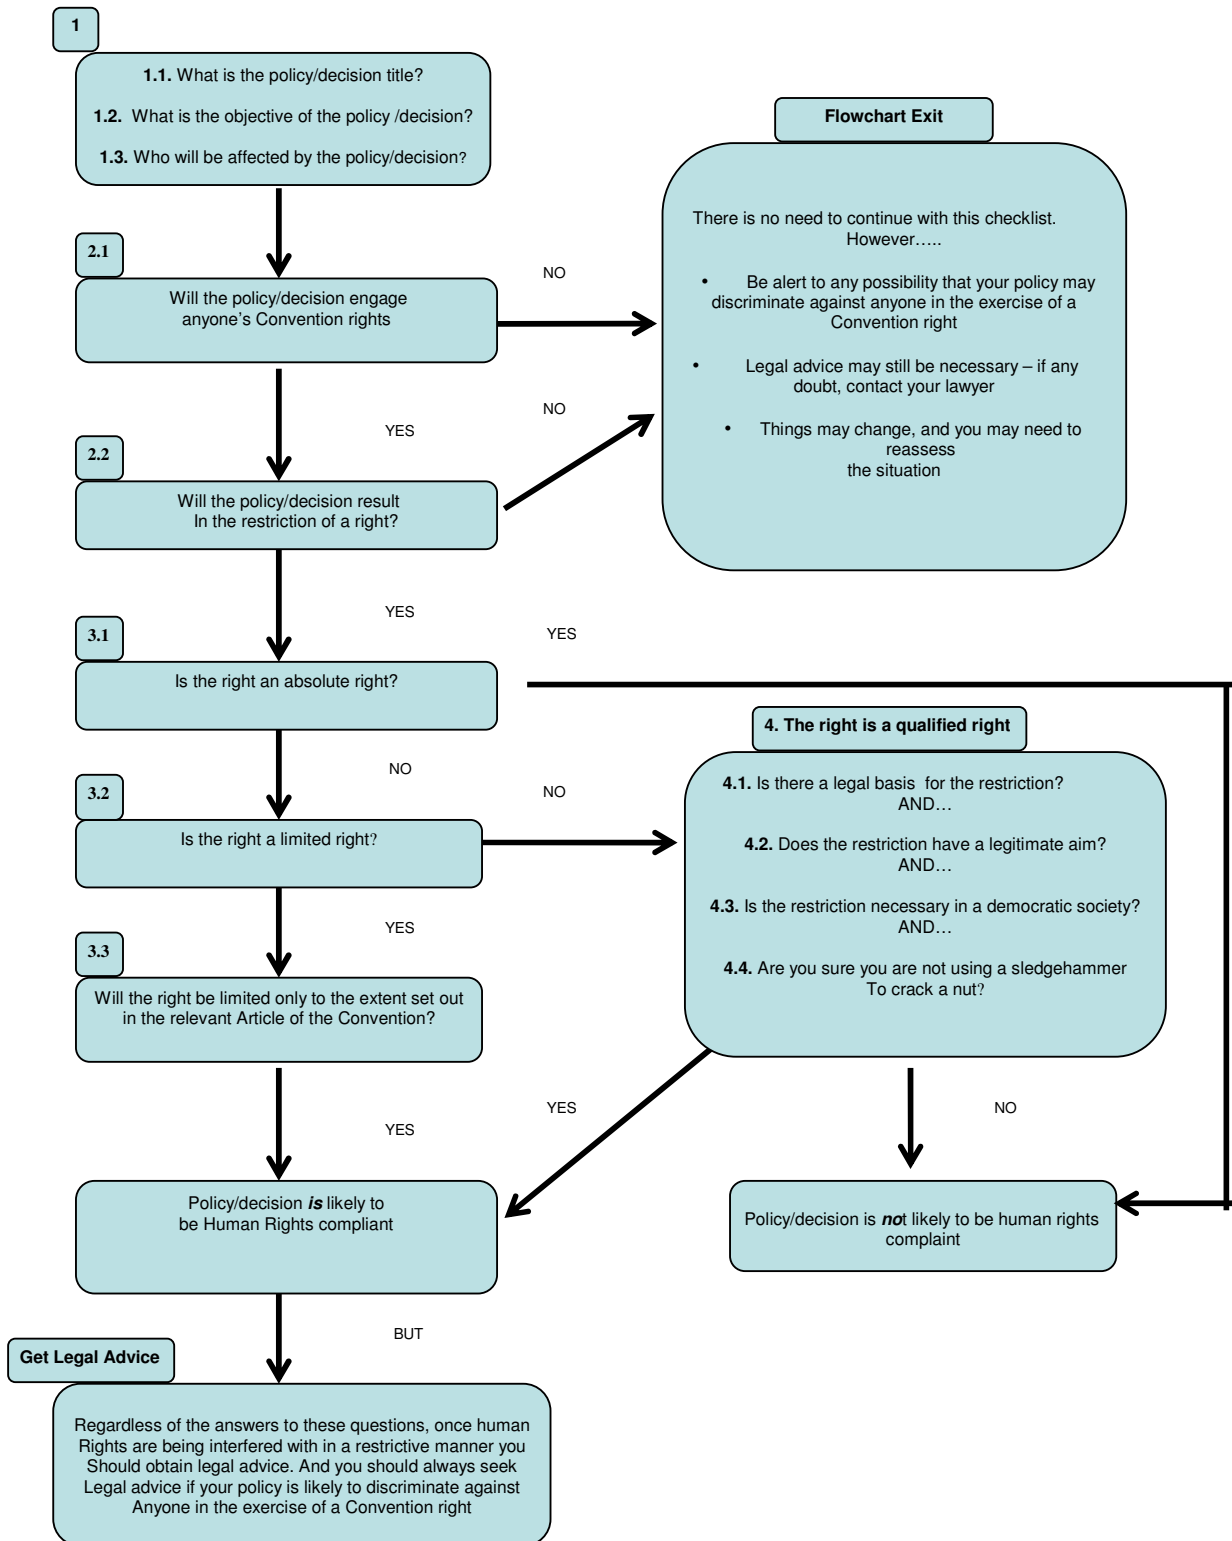 1
1.1. What is the policy/decision title?
1.2. What is the objective of the policy /decision?
1.3. Who will be affected by the policy/decision?
Flowchart Exit
There is no need to continue with this checklist.
However…..
• Be alert to any possibility that your policy may
discriminate against anyone in the exercise of a
Convention right
• Legal advice may still be necessary – if any
doubt, contact your lawyer
• Things may change, and you may need to
reassess
the situation
2.1
Will the policy/decision engage
anyone’s Convention rights
NO
YES
NO
2.2
Will the policy/decision result
In the restriction of a right?
YES
YES
3.1
Is the right an absolute right?
NO
NO
3.2
Is the right a limited right?
4. The right is a qualified right
4.1. Is there a legal basis for the restriction?
AND…
4.2. Does the restriction have a legitimate aim?
AND…
4.3. Is the restriction necessary in a democratic society?
AND…
4.4. Are you sure you are not using a sledgehammer
To crack a nut?
YES
3.3
Will the right be limited only to the extent set out
in the relevant Article of the Convention?
YES
YES
NO
Policy/decision is likely to
be Human Rights compliant
Policy/decision is not likely to be human rights
complaint
BUT
Get Legal Advice
Regardless of the answers to these questions, once human
Rights are being interfered with in a restrictive manner you
Should obtain legal advice. And you should always seek
Legal advice if your policy is likely to discriminate against
Anyone in the exercise of a Convention right